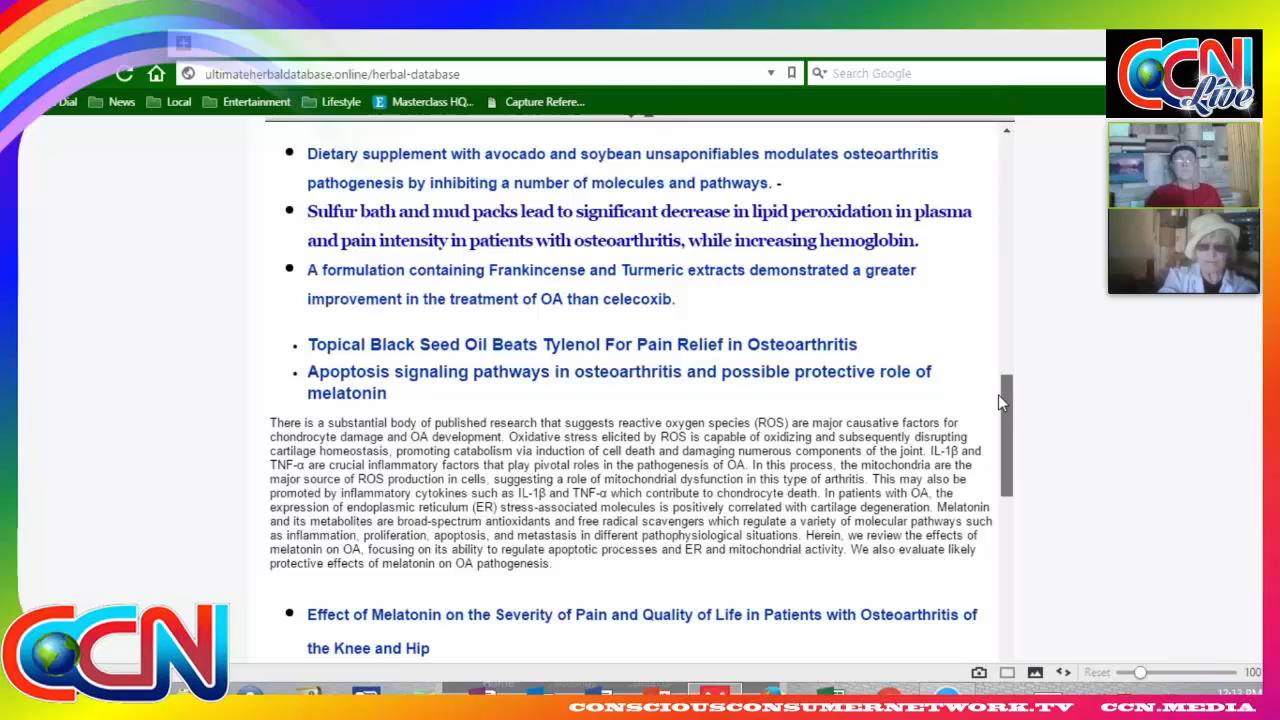 CCN
Live
ultimateherbaldatabase.online/herbal-database
Search Google
Dial
News
Local
Entertainment
Lifestyle
Masterclass HQ...
Capture Refere...
Dietary supplement with avocado and soybean unsaponifiables modulates osteoarthritis
pathogenesis by inhibiting a number of molecules and pathways. -
Sulfur bath and mud packs lead to significant decrease in lipid peroxidation in plasma
and pain intensity in patients with osteoarthritis, while increasing hemoglobin.
A formulation containing Frankincense and Turmeric extracts demonstrated a greater
improvement in the treatment of OA than celecoxib.
Topical Black Seed Oil Beats Tylenol For Pain Relief in Osteoarthritis
Apoptosis signaling pathways in osteoarthritis and possible protective role of
melatonin
There is a substantial body of published research that suggests reactive oxygen species (ROS) are major causative factors for
chondrocyte damage and OA development. Oxidative stress elicited by ROS is capable of oxidizing and subsequently disrupting
cartilage homeostasis, promoting catabolism via induction of cell death and damaging numerous components of the joint. IL-1β and
TNF-α are crucial inflammatory factors that play pivotal roles in the pathogenesis of OA. In this process, the mitochondria are the
major source of ROS production in cells, suggesting a role of mitochondrial dysfunction in this type of arthritis. This may also be
promoted by inflammatory cytokines such as IL-1β and TNF-α which contribute to chondrocyte death. In patients with OA, the
expression of endoplasmic reticulum (ER) stress-associated molecules is positively correlated with cartilage degeneration. Melatonin
and its metabolites are broad-spectrum antioxidants and free radical scavengers which regulate a variety of molecular pathways such
as inflammation, proliferation, apoptosis, and metastasis in different pathophysiological situations. Herein, we review the effects of
melatonin on OA, focusing on its ability to regulate apoptotic processes and ER and mitochondrial activity. We also evaluate likely
protective effects of melatonin on OA pathogenesis.
Effect of Melatonin on the Severity of Pain and Quality of Life in Patients with Osteoarthritis of
the Knee and Hip
CCN
Reset
100
12:13 PM
CONSCIOUSCONSUMERNETWORK.TV
CCN.MEDIA